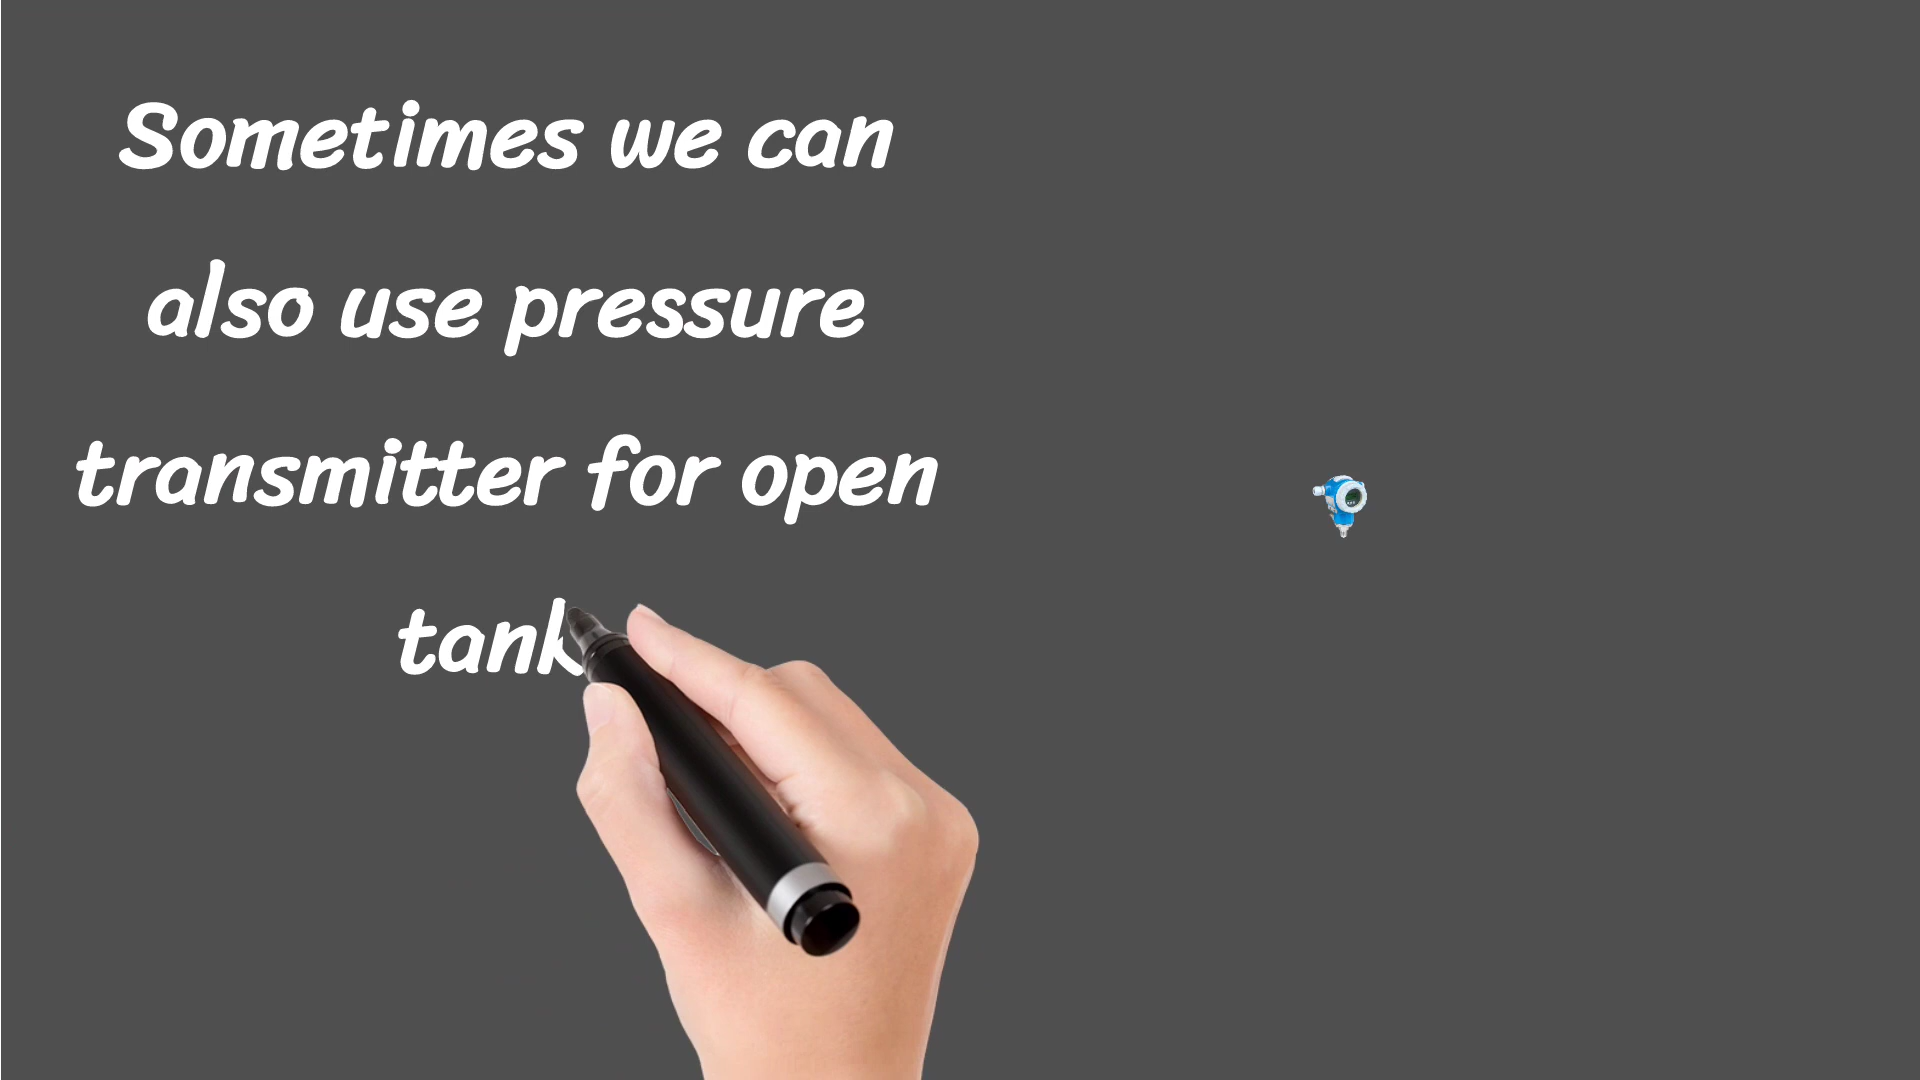 Sometimes we can
also use pressure
transmitter for open
tank